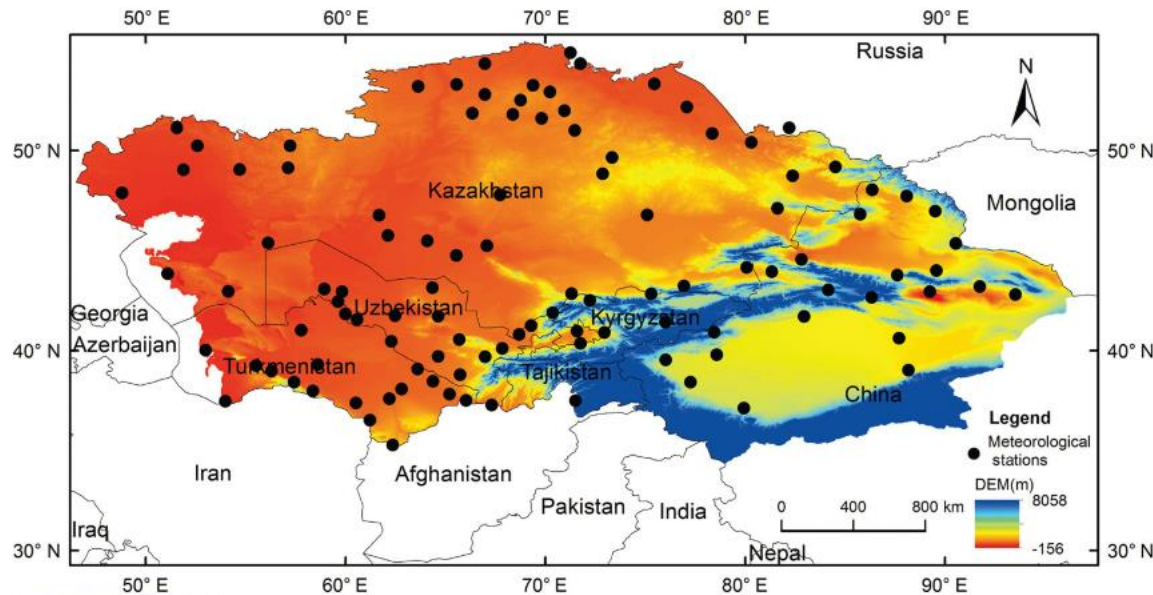 50° E 60° E 70° E 80° E 90° E
Russia
N
50° N 50° N
Kazakhstan
Mongolia
Georgia
Uzbekistan
Kyrgyzatan
Azerbaijan
40° N 40° N
Turkmenistan
Tajikistan
China
Legend
Meteorological
stations
Iran
Afghanistan
DEM(m)
Pakistan
India
0 400 800 km
8058
Iraq
-156
30° N 30° N
Nepal
50° E 60° E 70° E 80° E 90° E